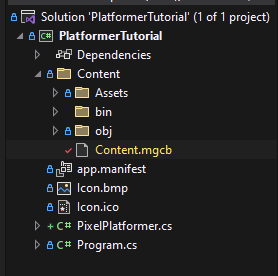 Solution 'PlatformerTutorial' (1 of 1 project)
C# PlatformerTutorial
Dependencies
Content
Assets
bin
obj
Content.mgcb
app.manifest
Icon.bmp
Icon.ico
C# PixelPlatformer.cs
C# Program.cs